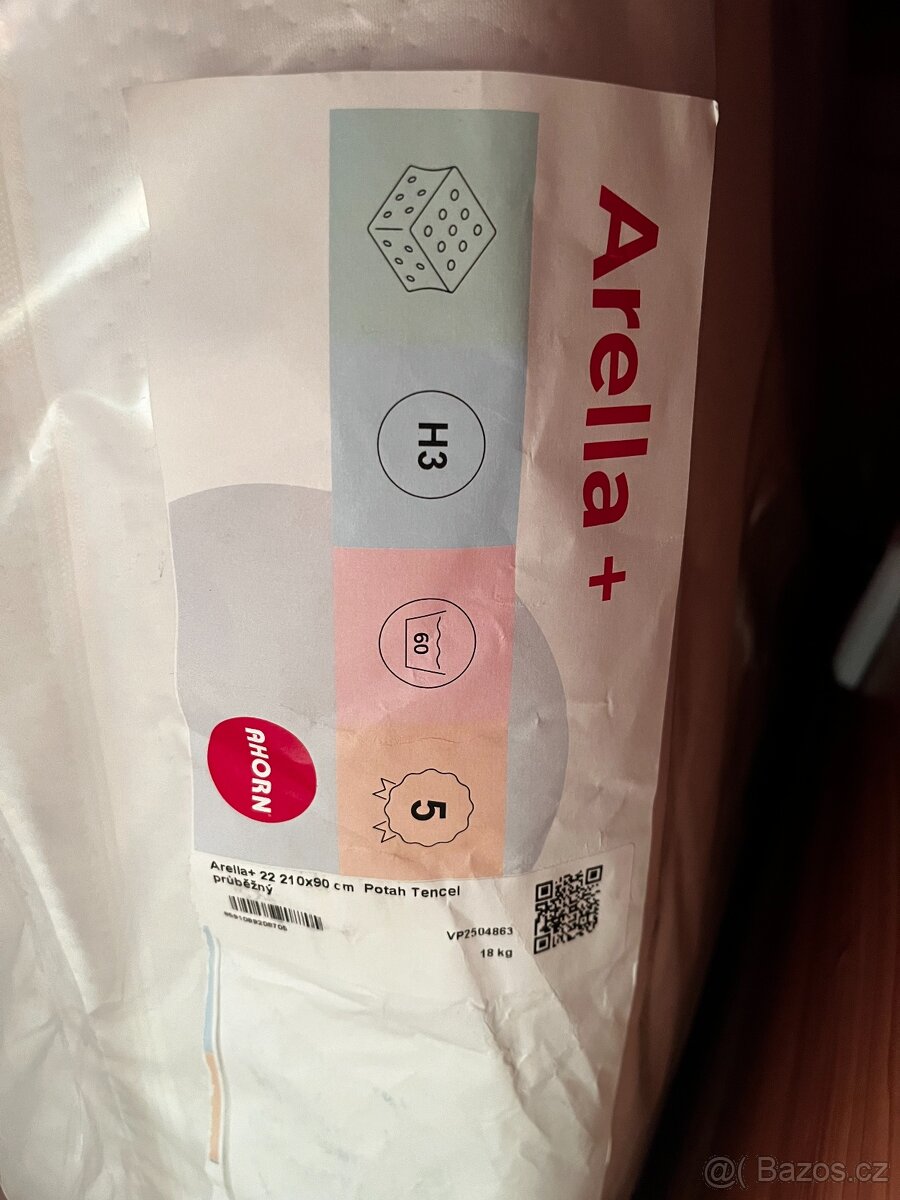 Arella +
H3
60
5
AHORN
Arella+ 22 210x90 cm Potah Tencel
průběžný
VP2504863
18 kg
@( Bazos.cz